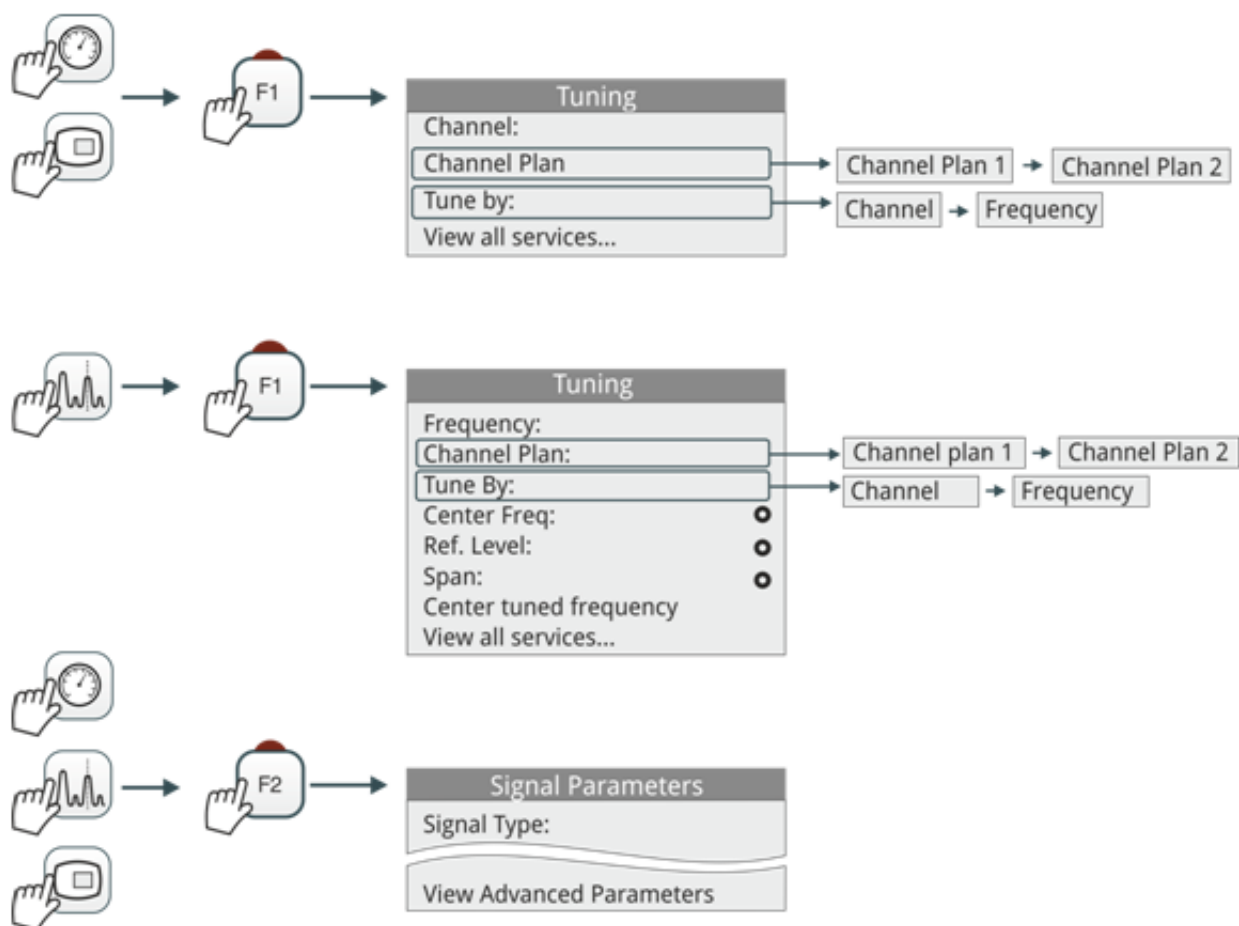 F1
Tuning
Channel:
Channel Plan
Channel Plan 1
Channel Plan 2
Tune by:
Channel
Frequency
View all services...
F1
Tuning
Frequency:
Channel Plan:
Channel plan 1
Channel Plan 2
Tune By:
Channel
Frequency
Center Freq:
Ref. Level:
Span:
Center tuned frequency
View all services...
F2
Signal Parameters
Signal Type:
View Advanced Parameters